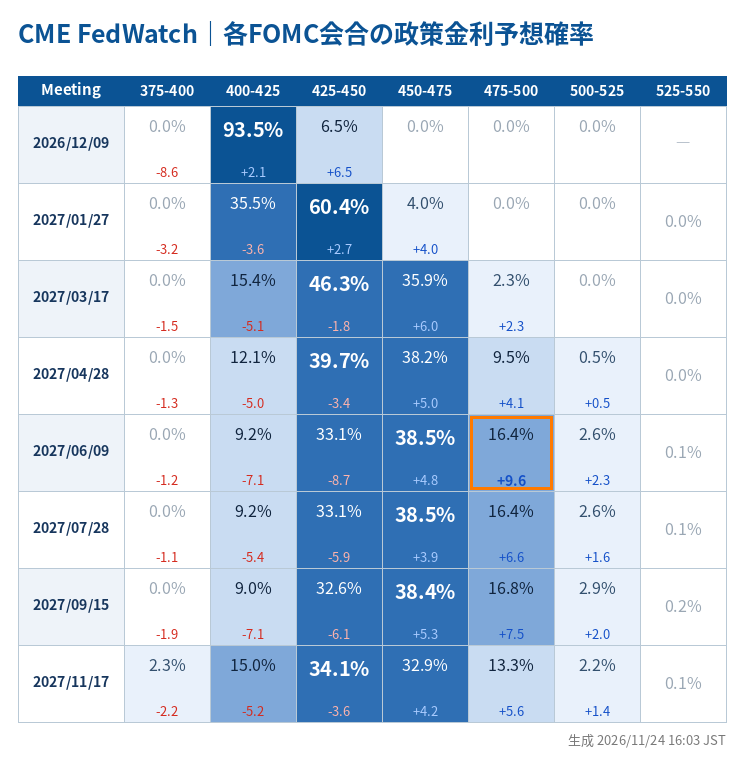 CME FedWatch｜各FOMC会合の政策金利予想確率
Meeting 375-400 400-425 425-450 450-475 475-500 500-525 525-550
2026/12/09 0.0% 93.5% 6.5% 0.0% 0.0% 0.0% —
-8.6 +2.1 +6.5
2027/01/27 0.0% 35.5% 60.4% 4.0% 0.0% 0.0% 0.0%
-3.2 -3.6 +2.7 +4.0
2027/03/17 0.0% 15.4% 46.3% 35.9% 2.3% 0.0% 0.0%
-1.5 -5.1 -1.8 +6.0 +2.3
2027/04/28 0.0% 12.1% 39.7% 38.2% 9.5% 0.5% 0.0%
-1.3 -5.0 -3.4 +5.0 +4.1 +0.5
2027/06/09 0.0% 9.2% 33.1% 38.5% 16.4% 2.6% 0.1%
-1.2 -7.1 -8.7 +4.8 +9.6 +2.3
2027/07/28 0.0% 9.2% 33.1% 38.5% 16.4% 2.6% 0.1%
-1.1 -5.4 -5.9 +3.9 +6.6 +1.6
2027/09/15 0.0% 9.0% 32.6% 38.4% 16.8% 2.9% 0.2%
-1.9 -7.1 -6.1 +5.3 +7.5 +2.0
2027/11/17 2.3% 15.0% 34.1% 32.9% 13.3% 2.2% 0.1%
-2.2 -5.2 -3.6 +4.2 +5.6 +1.4
生成 2026/11/24 16:03 JST